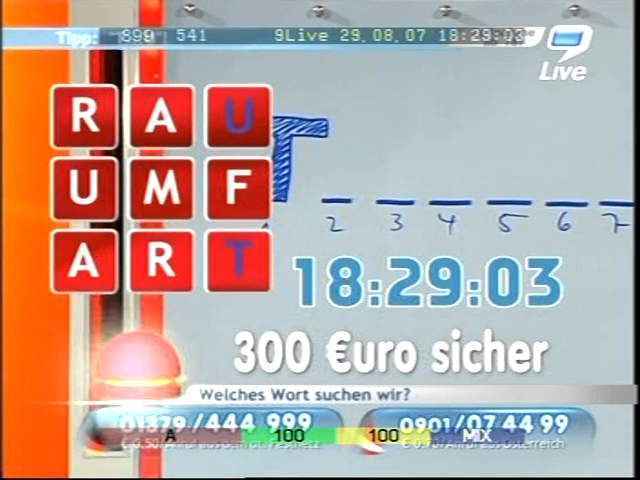 Tipp: 899 541 9Live 29.08.07 18:29:03
9
Live
R A U
U M F
A R T
T
2 3 4 5 6 7
18:29:03
300 €uro sicher
Welches Wort suchen wir?
01379/444 999 0901/07 44 99
A 100 100 MIX